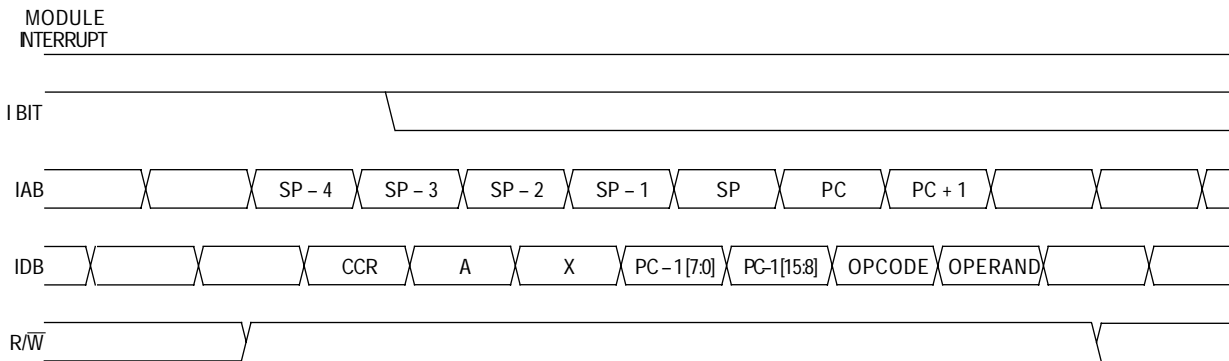 MODULE
INTERRUPT
I BIT
IAB SP – 4 SP – 3 SP – 2 SP – 1 SP PC PC + 1
IDB CCR A X PC – 1 [7:0] PC–1 [15:8] OPCODE OPERAND
R/W̅